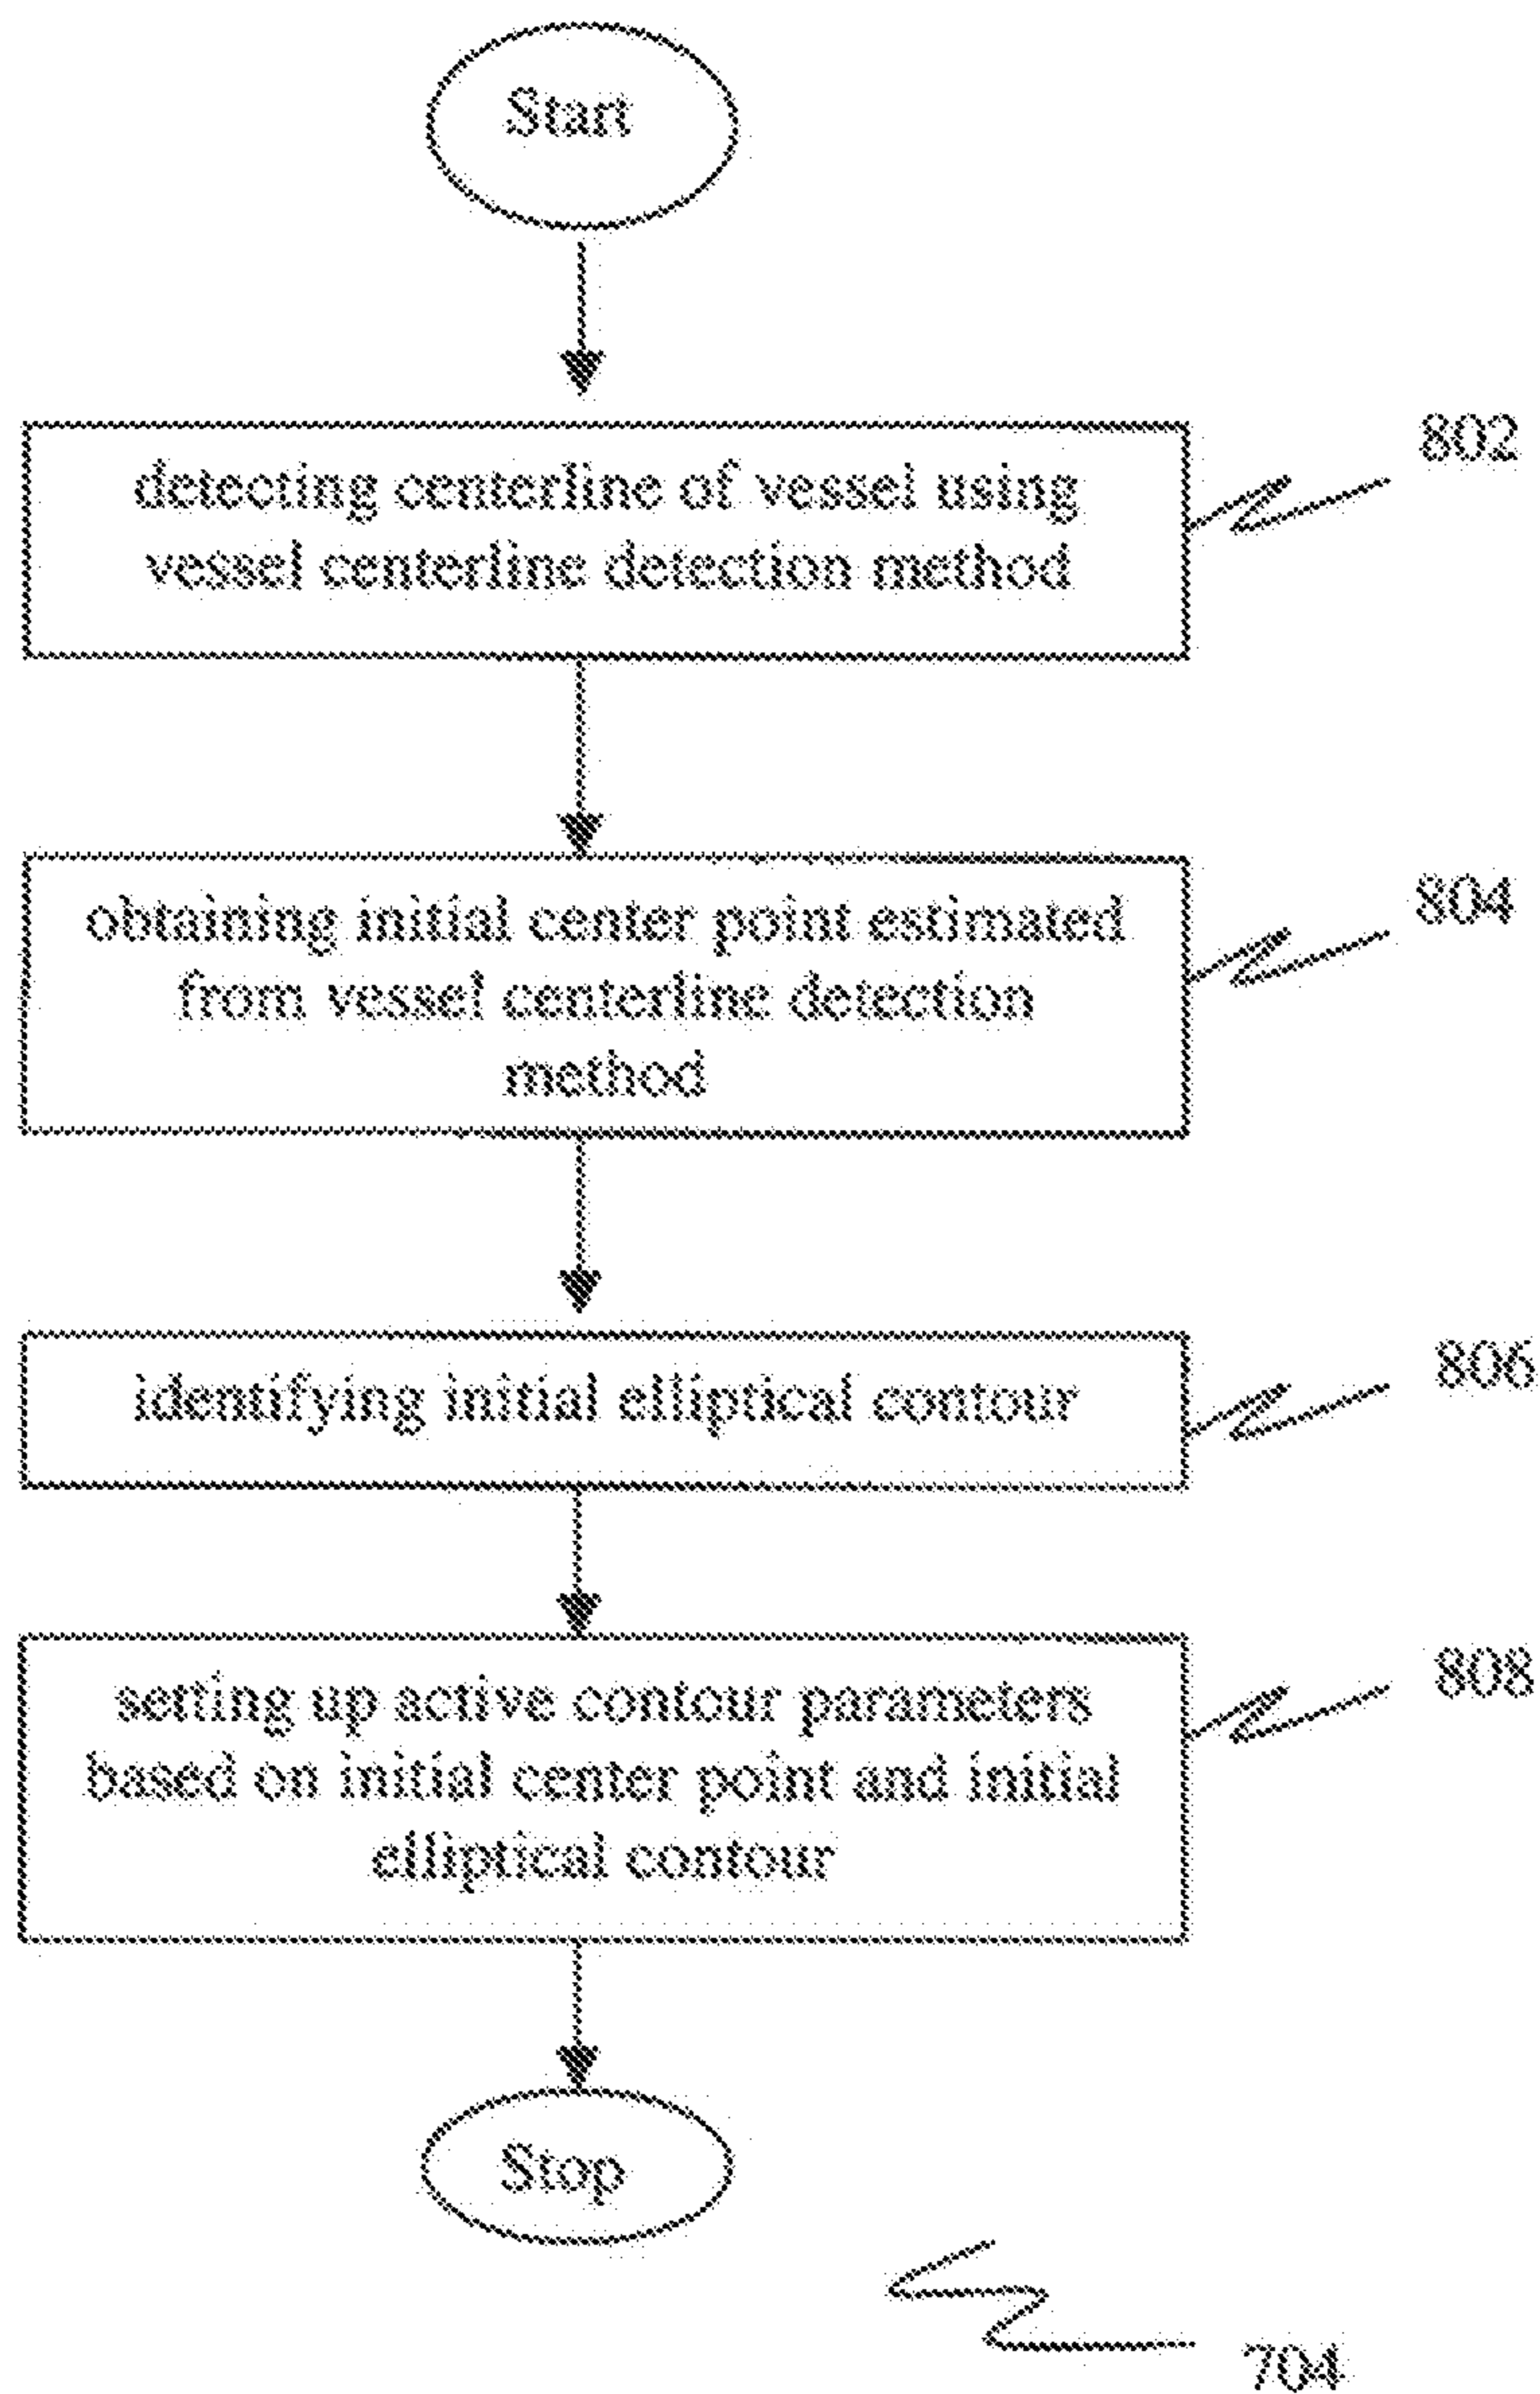 Start
802
detecting centerline of vessel using
vessel centerline detection method
804
obtaining initial center point estimated
from vessel centerline detection
method
806
identifying initial elliptical contour
808
setting up active contour parameters
based on initial center point and initial
elliptical contour
Stop
704